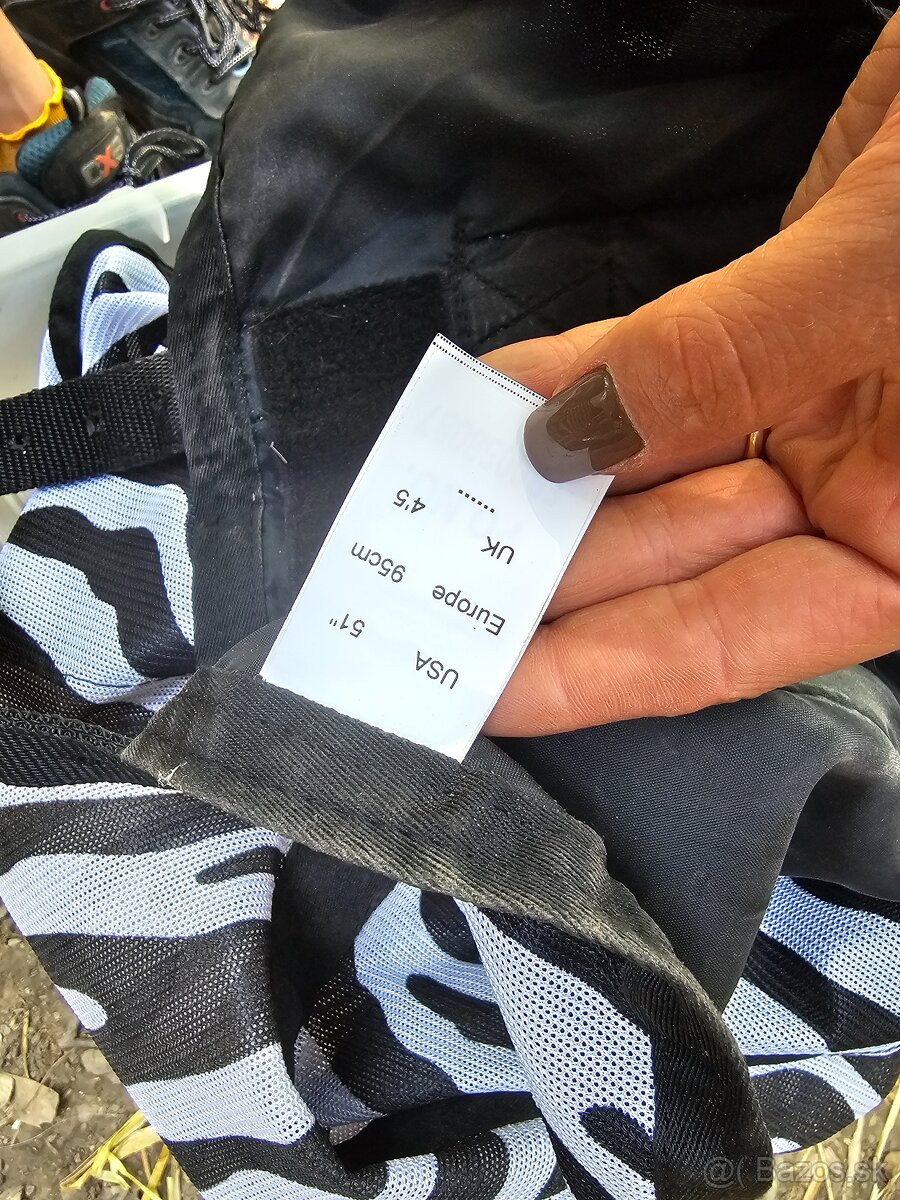 USA 51"
Europe 95cm
UK 4'5
@( Bazos.sk